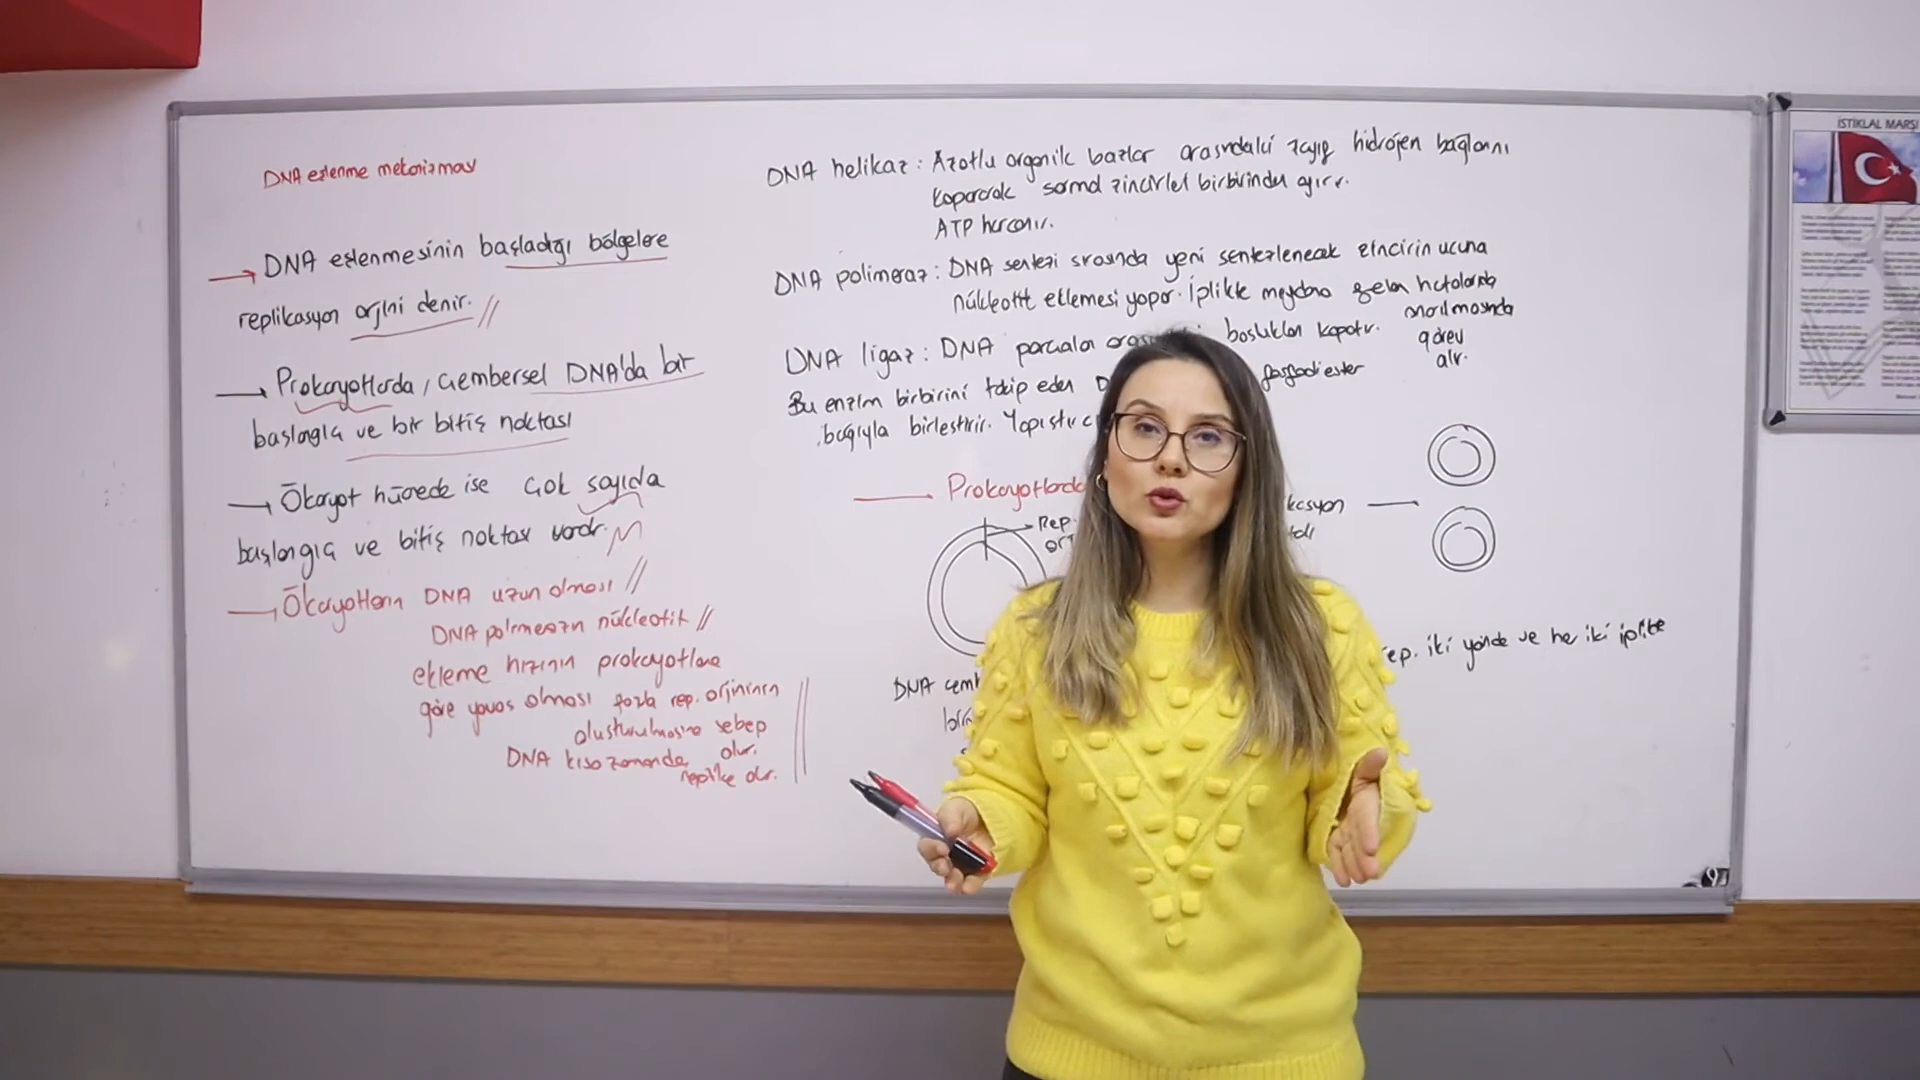 DNA eşlenme mekanizması
→ DNA eşlenmesinin başladığı bölgelere
replikasyon orjini denir.
→ Prokaryotlarda, çembersel DNA'da bir
başlangıç ve bir bitiş noktası
→ Ökaryot hücrede ise çok sayıda
başlangıç ve bitiş noktası vardır.
→ Ökaryotların DNA uzun olması
DNA polimerazın nükleotit
ekleme hızının prokaryotlara
göre yavaş olması fazla rep. orjininin
oluşturulmasına sebep
olur.
DNA kısa zamanda
replike olur.
DNA helikaz : Azotlu organik bazlar arasındaki zayıf hidrojen bağlarını
kopararak sarmal zincirleri birbirinden ayırır.
ATP harcanır.
DNA polimeraz : DNA sentezi sırasında yeni sentezlenecek zincirin ucuna
nükleotit eklemesi yapar. İplikte meydana gelen hataların
onarılmasında
görev
alır.
DNA ligaz : DNA parçaları boşlukları kapatır.
Bu enzim birbirini takip eden fosfodiester
bağıyla birleştirir.
Prokaryotlarda
Rep.
DNA
rep. iki yönde ve her iki iplikte
İSTİKLAL MARŞI